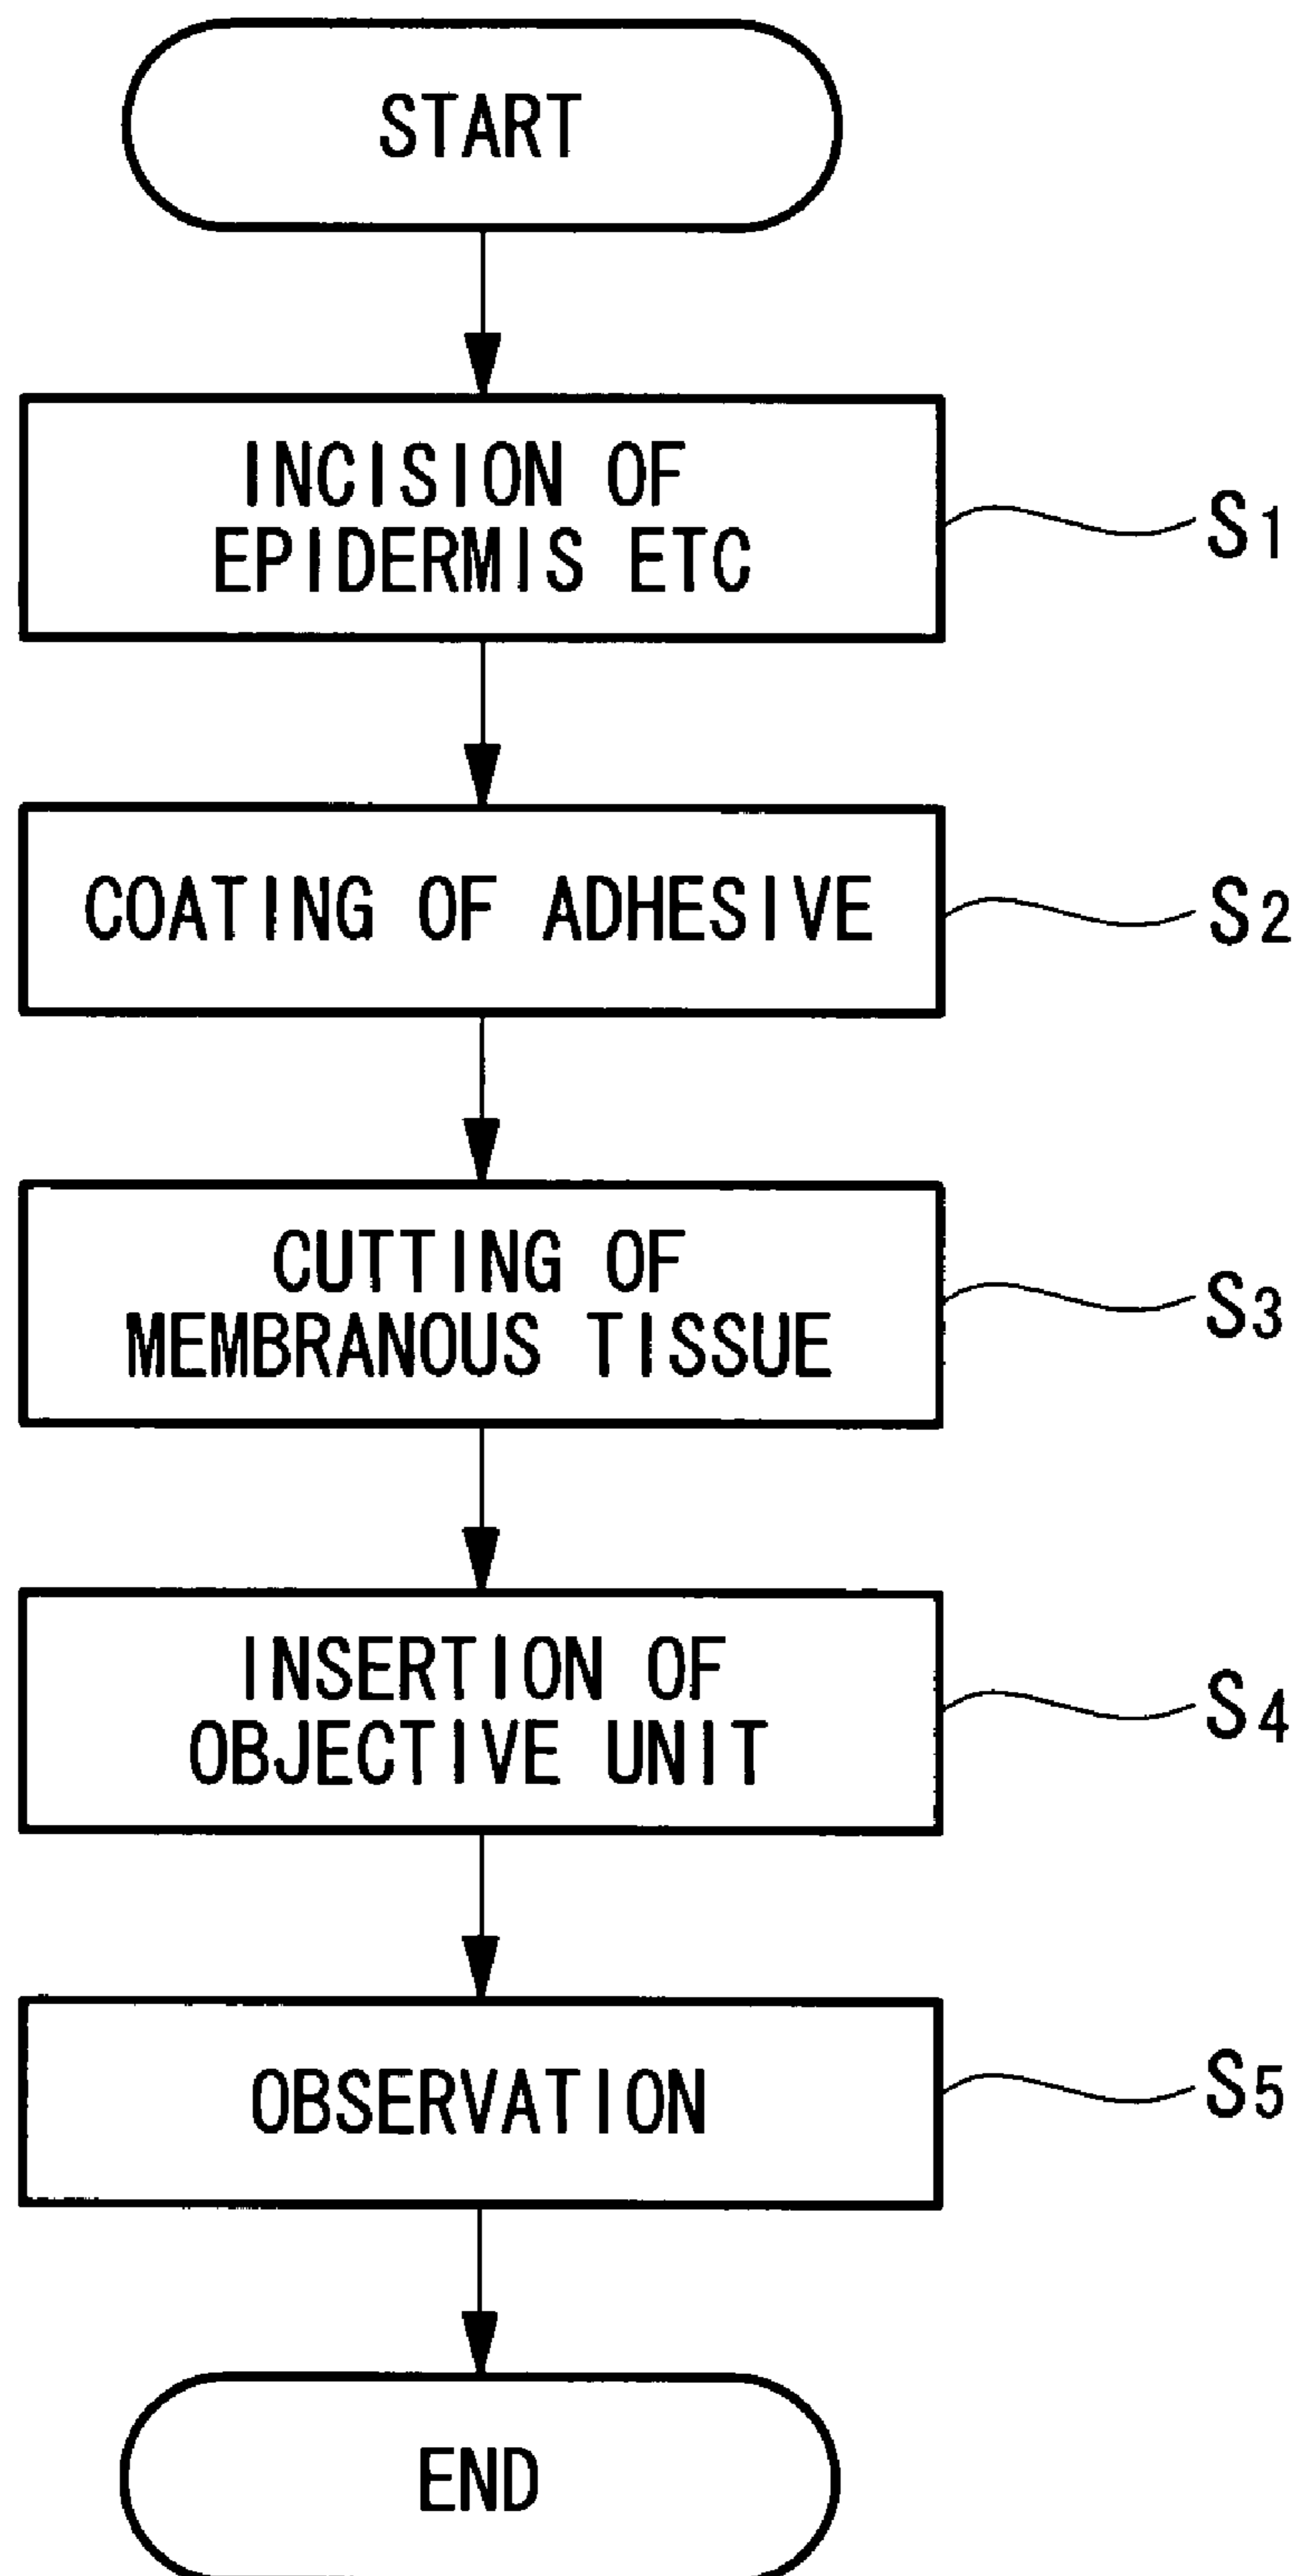 START
INCISION OF
EPIDERMIS ETC
S1
COATING OF ADHESIVE
S2
CUTTING OF
MEMBRANOUS TISSUE
S3
INSERTION OF
OBJECTIVE UNIT
S4
OBSERVATION
S5
END